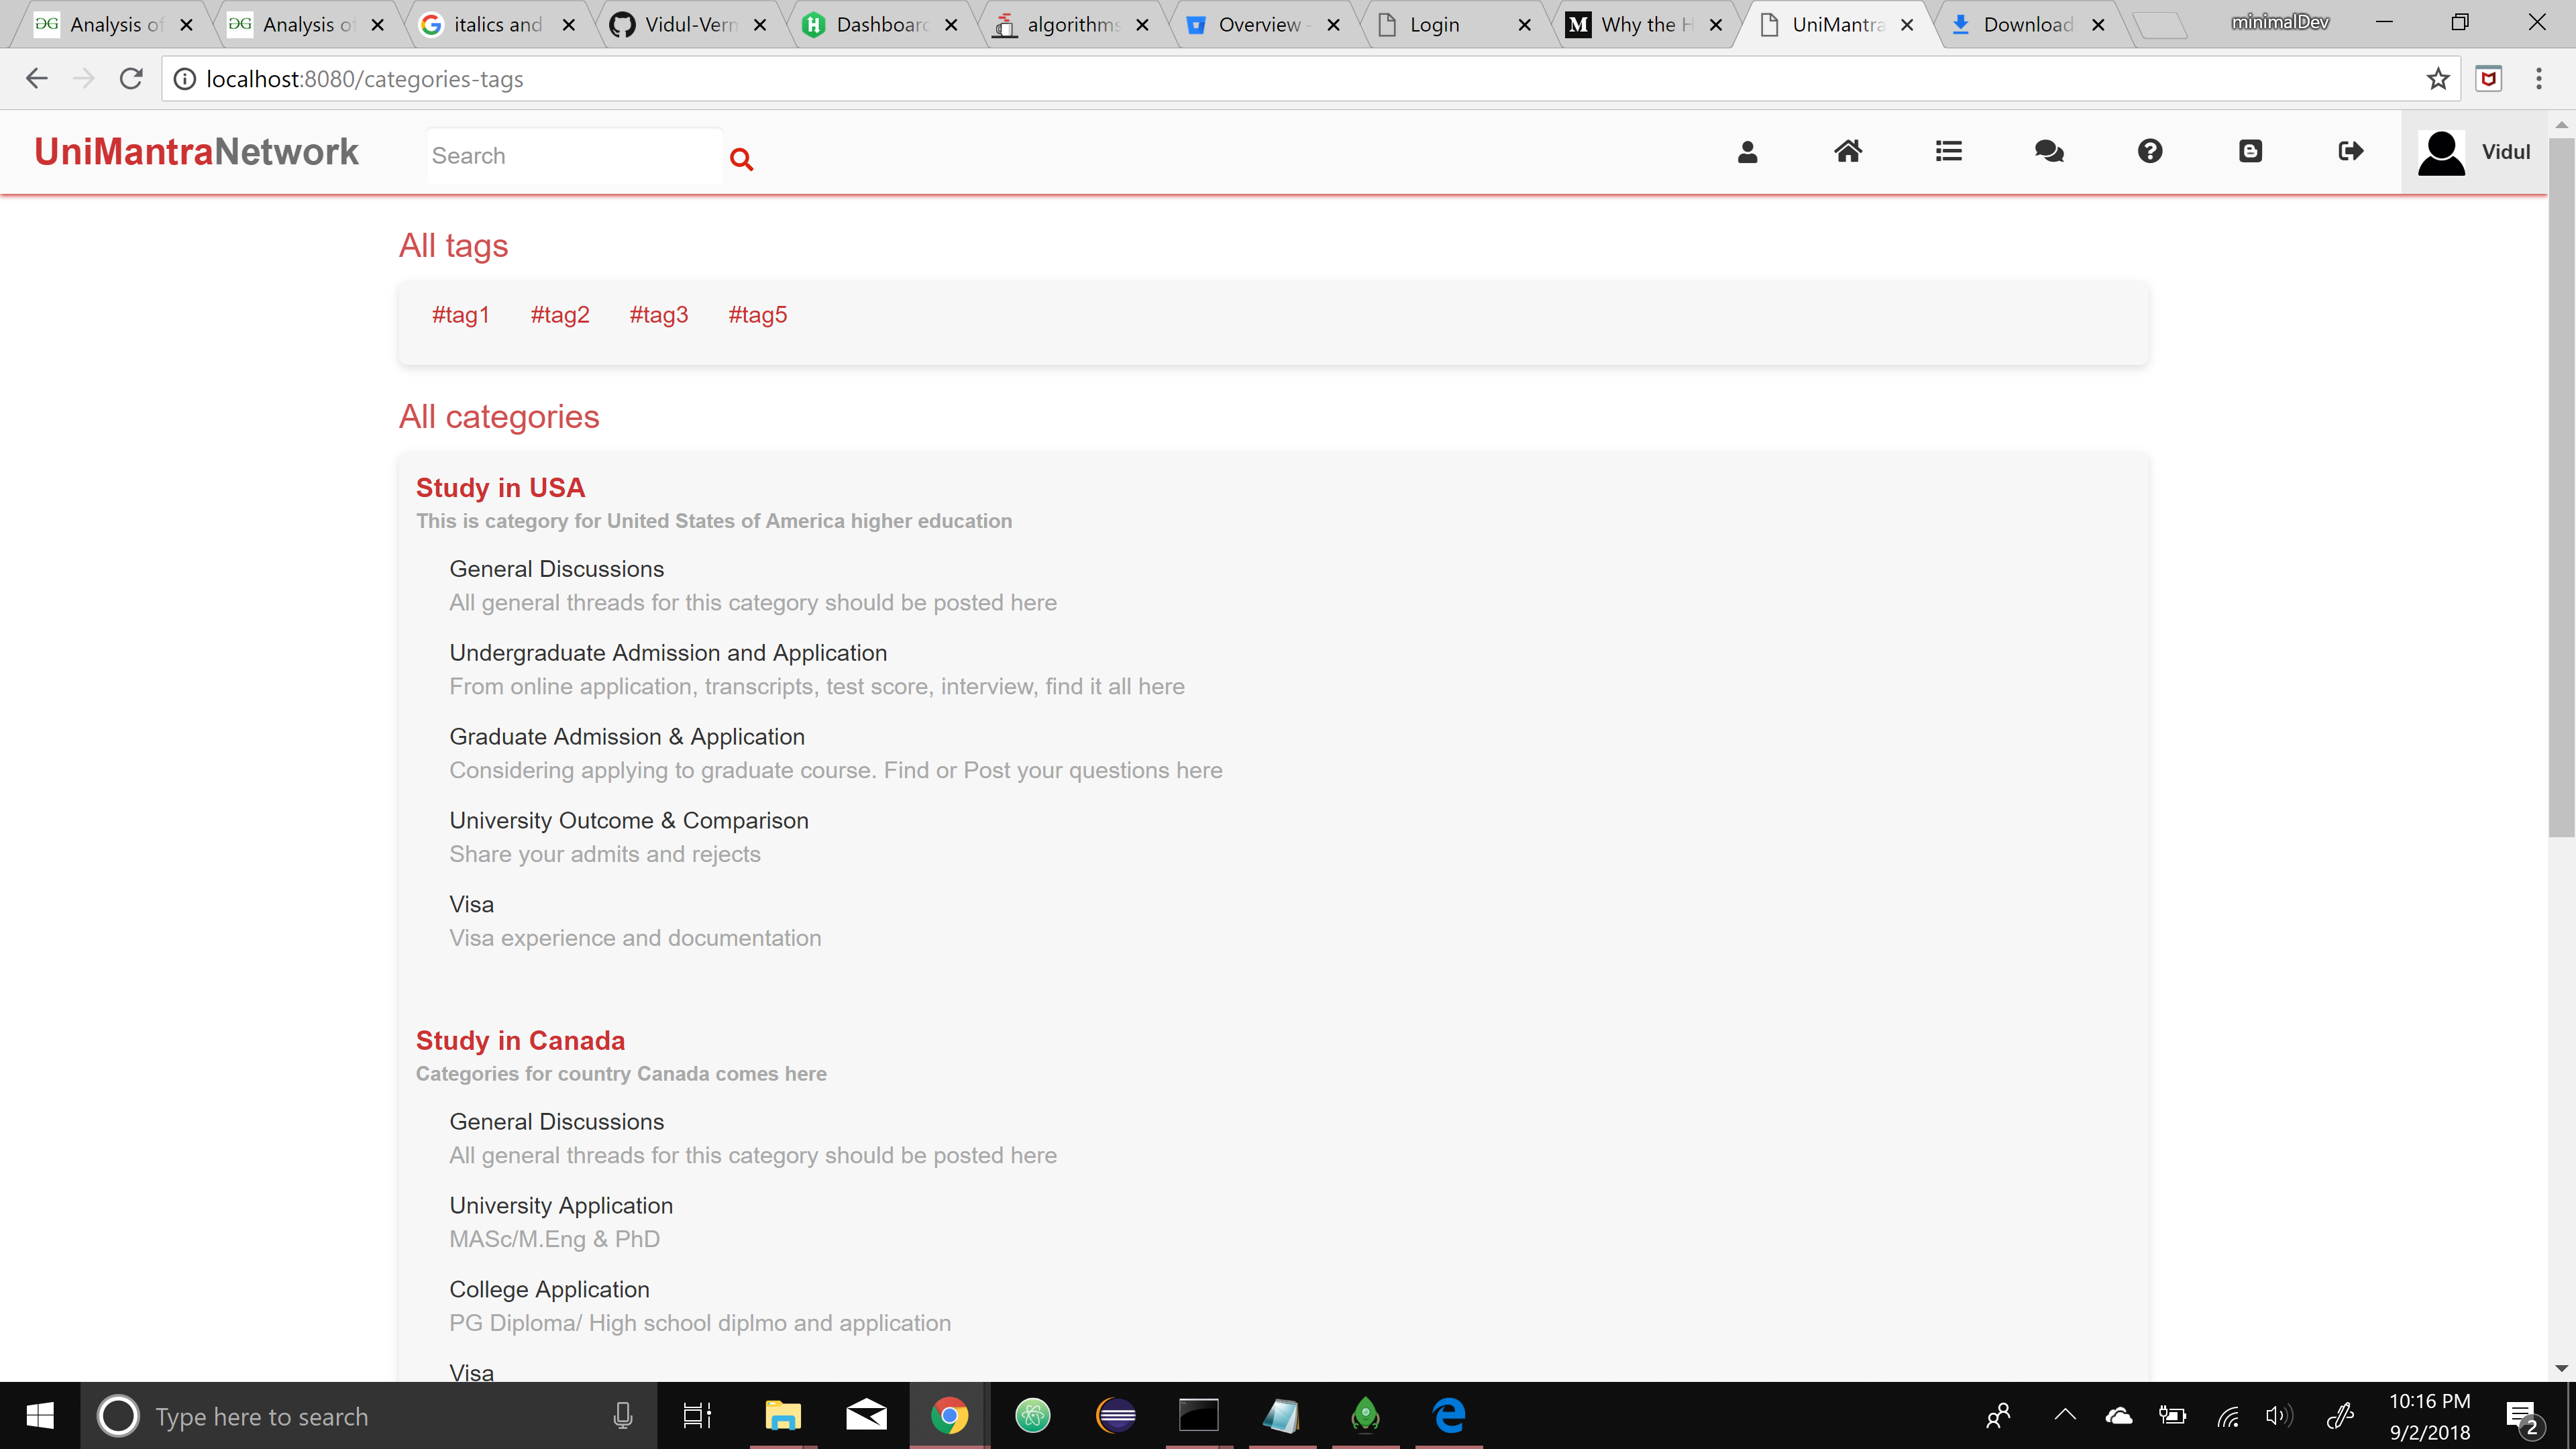 Analysis of
Analysis of
italics and
Vidul-Vern
Dashboard
algorithms
Overview -
Login
Why the H
UniMantra
Download
minimalDev
localhost:8080/categories-tags
UniMantraNetwork
Search
Vidul
All tags
#tag1 #tag2 #tag3 #tag5
All categories
Study in USA
This is category for United States of America higher education
General Discussions
All general threads for this category should be posted here
Undergraduate Admission and Application
From online application, transcripts, test score, interview, find it all here
Graduate Admission & Application
Considering applying to graduate course. Find or Post your questions here
University Outcome & Comparison
Share your admits and rejects
Visa
Visa experience and documentation
Study in Canada
Categories for country Canada comes here
General Discussions
All general threads for this category should be posted here
University Application
MASc/M.Eng & PhD
College Application
PG Diploma/ High school diplmo and application
Visa
Type here to search
10:16 PM
9/2/2018
2